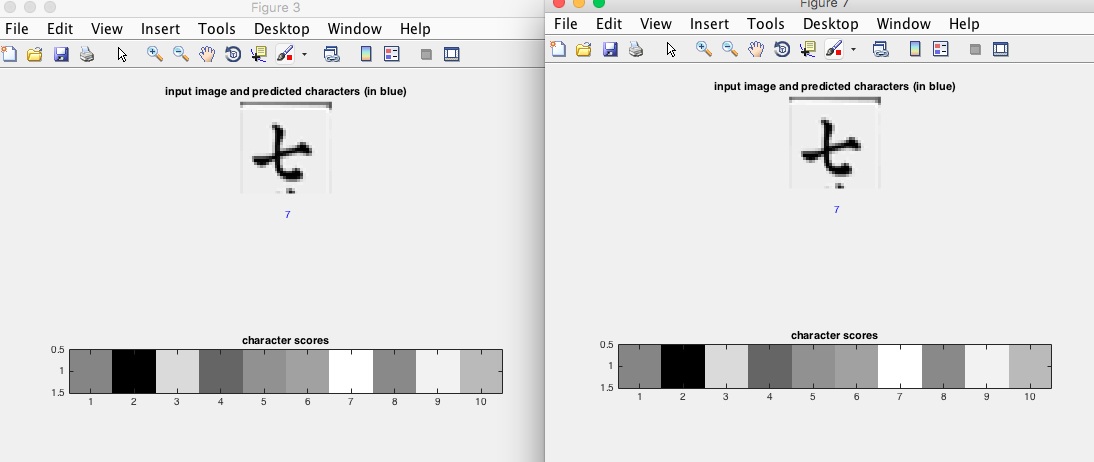 Figure 3
File Edit View Insert Tools Desktop Window Help
input image and predicted characters (in blue)
七
7
character scores
0.5
1
1.5
1 2 3 4 5 6 7 8 9 10
Figure 7
File Edit View Insert Tools Desktop Window Help
input image and predicted characters (in blue)
七
7
character scores
0.5
1
1.5
1 2 3 4 5 6 7 8 9 10